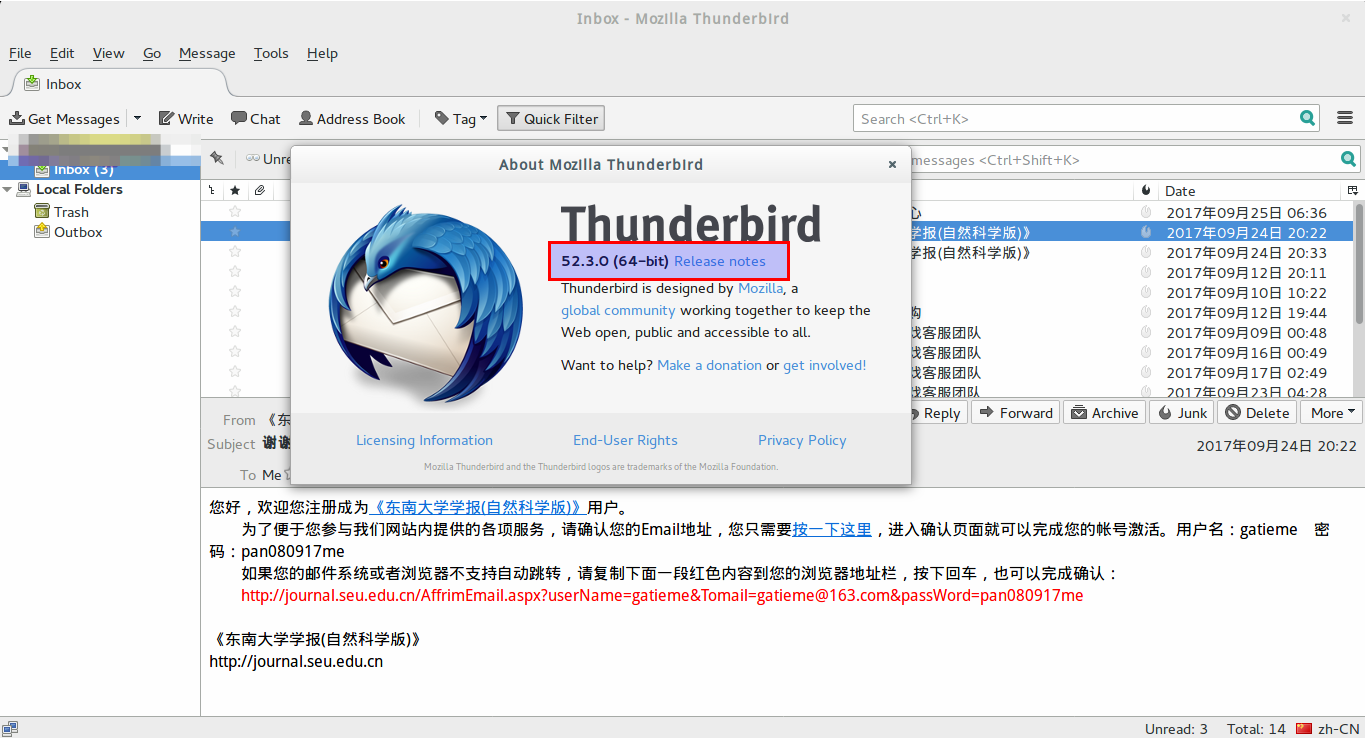 Inbox - Mozilla Thunderbird
File Edit View Go Message Tools Help
Inbox
Get Messages Write Chat Address Book Tag Quick Filter Search <Ctrl+K>
Inbox (3)
Local Folders
Trash
Outbox
Unre
messages <Ctrl+Shift+K>
Date
心 2017年09月25日 06:36
学报(自然科学版)》 2017年09月24日 20:22
学报(自然科学版)》 2017年09月24日 20:33
2017年09月12日 20:11
2017年09月10日 10:22
购 2017年09月12日 19:44
戏客服团队 2017年09月09日 00:48
戏客服团队 2017年09月16日 00:49
戏客服团队 2017年09月17日 02:49
戏客服团队 2017年09月23日 04:28
About Mozilla Thunderbird
Thunderbird
52.3.0 (64-bit) Release notes
Thunderbird is designed by Mozilla, a
global community working together to keep the
Web open, public and accessible to all.
Want to help? Make a donation or get involved!
Licensing Information End-User Rights Privacy Policy
Mozilla Thunderbird and the Thunderbird logos are trademarks of the Mozilla Foundation.
From 《东
Reply Forward Archive Junk Delete More
Subject 谢谢
2017年09月24日 20:22
To Me
您好，欢迎您注册成为《东南大学学报(自然科学版)》用户。
为了便于您参与我们网站内提供的各项服务，请确认您的Email地址，您只需要按一下这里，进入确认页面就可以完成您的帐号激活。用户名：gatieme 密
码：pan080917me
如果您的邮件系统或者浏览器不支持自动跳转，请复制下面一段红色内容到您的浏览器地址栏，按下回车，也可以完成确认：
http://journal.seu.edu.cn/AffrimEmail.aspx?userName=gatieme&Tomail=gatieme@163.com&passWord=pan080917me
《东南大学学报(自然科学版)》
http://journal.seu.edu.cn
Unread: 3 Total: 14 zh-CN